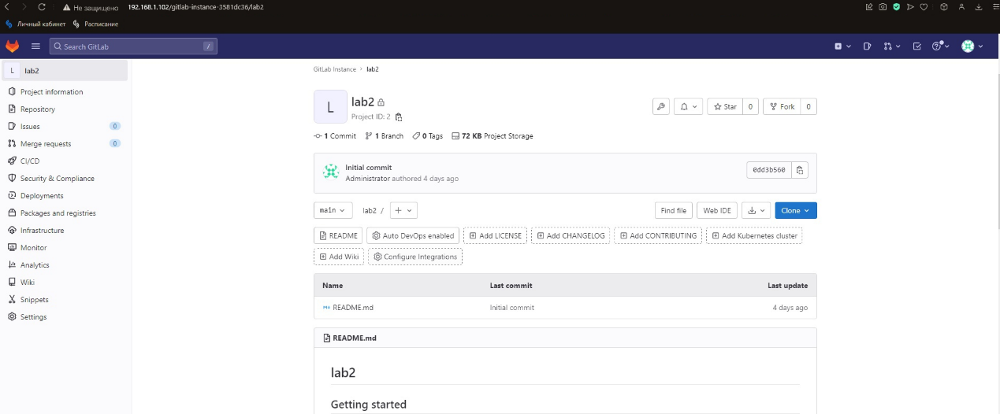 Не защищено 192.168.1.102/gitlab-instance-3581dc36/lab2
Личный кабинет Расписание
Search GitLab /
L lab2
Project information
Repository
Issues 0
Merge requests 0
CI/CD
Security & Compliance
Deployments
Packages and registries
Infrastructure
Monitor
Analytics
Wiki
Snippets
Settings
GitLab Instance > lab2
L
lab2
Project ID: 2
Star 0 Fork 0
1 Commit 1 Branch 0 Tags 72 KB Project Storage
Initial commit
Administrator authored 4 days ago
0dd3b560
main lab2 / + Find file Web IDE Clone
README Auto DevOps enabled Add LICENSE Add CHANGELOG Add CONTRIBUTING Add Kubernetes cluster
Add Wiki Configure Integrations
Name Last commit Last update
README.md Initial commit 4 days ago
README.md
lab2
Getting started